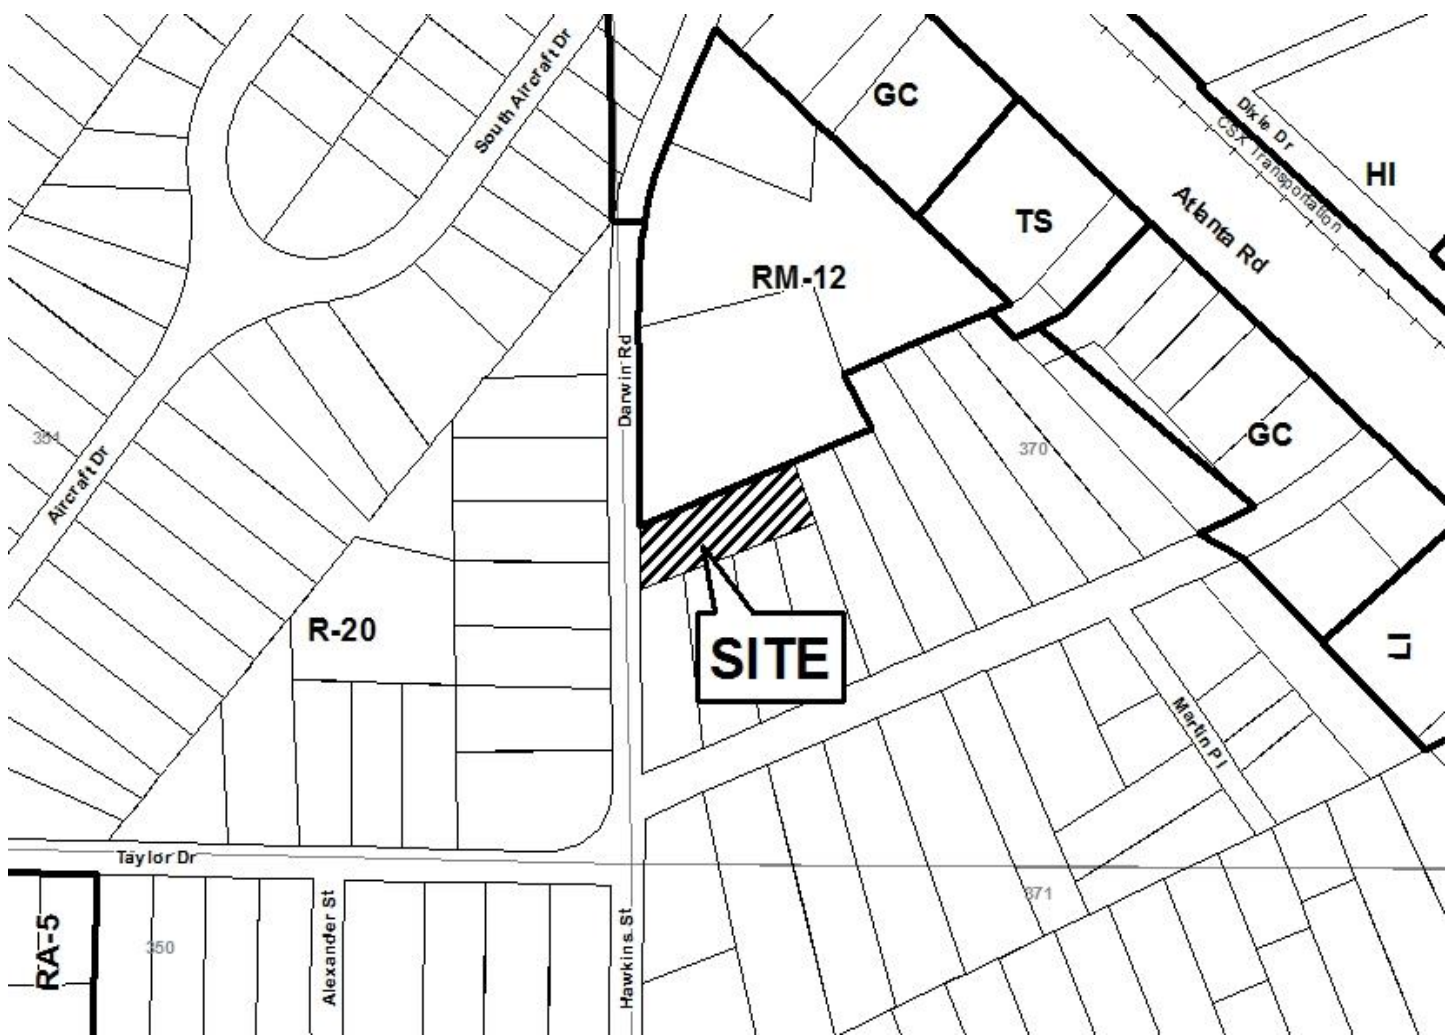 South Aircraft Dr
GC
Dixie Dr
CSX Transportation
HI
Atlanta Rd
TS
RM-12
Darwin Rd
351
Aircraft Dr
370
GC
R-20
SITE
LI
Martin Pl
Taylor Dr
RA-5
350
Alexander St
Hawkins St
371